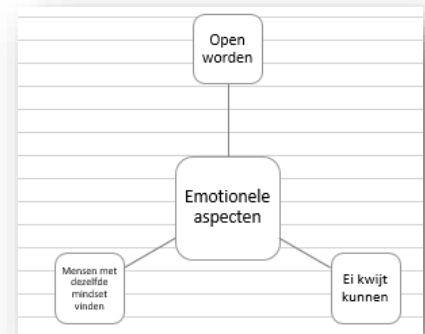 Open
worden
Emotionele
aspecten
Mensen met
dezelfde
mindset
vinden
Ei kwijt
kunnen